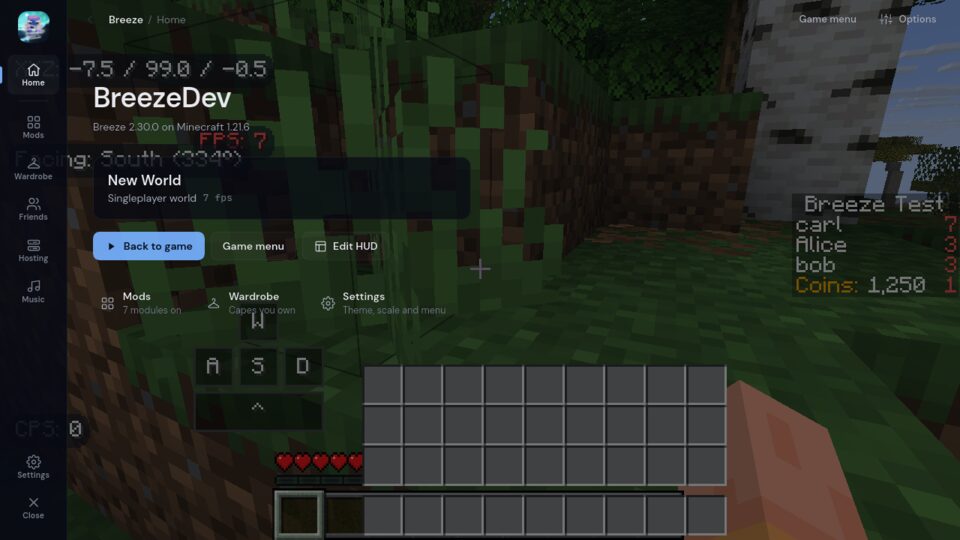 Breeze / Home
Game menu
Options
XYZ: -7.5 / 99.0 / -0.5
Home
BreezeDev
Breeze 2.30.0 on Minecraft 1.21.6
FPS: 7
Mods
Facing: South (334°)
Wardrobe
New World
Singleplayer world 7 fps
Friends
Breeze Test
carl 7
Alice 3
bob 3
Coins: 1,250 1
Back to game
Game menu
Edit HUD
Hosting
Music
Mods
7 modules on
Wardrobe
Capes you own
Settings
Theme, scale and menu
W
A S D
^
CPS: 0
Settings
Close